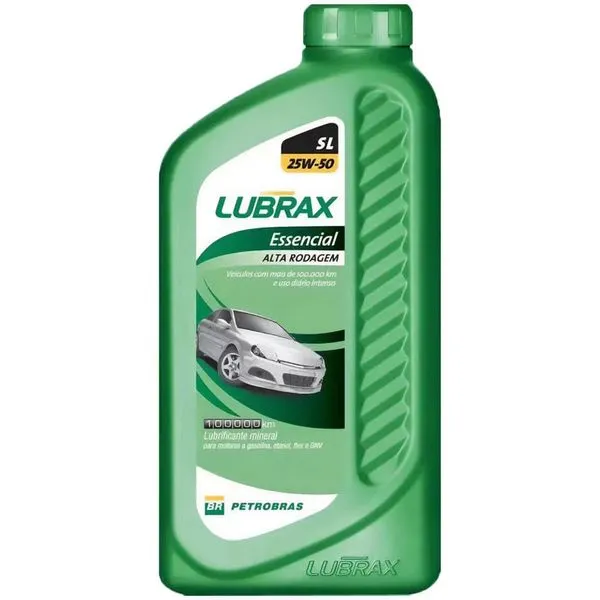 SL
25W-50
LUBRAX
Essencial
ALTA RODAGEM
Veículos com mais de 100.000 km
e uso diário intenso
100000 km
Lubrificante mineral
para motores a gasolina, etanol, flex e GNV
BR PETROBRAS
LUBRAX